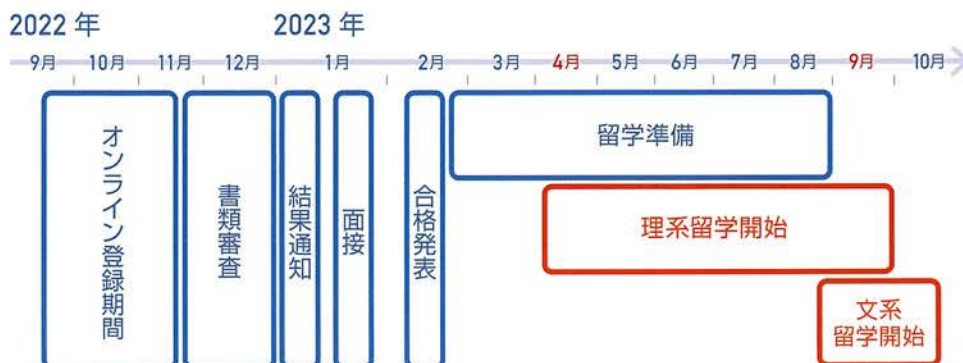 2022 年 2023 年
9月 10月 11月 12月 1月 2月 3月 4月 5月 6月 7月 8月 9月 10月
オンライン登録期間
書類審査
結果通知
面接
合格発表
留学準備
理系留学開始
文系
留学開始